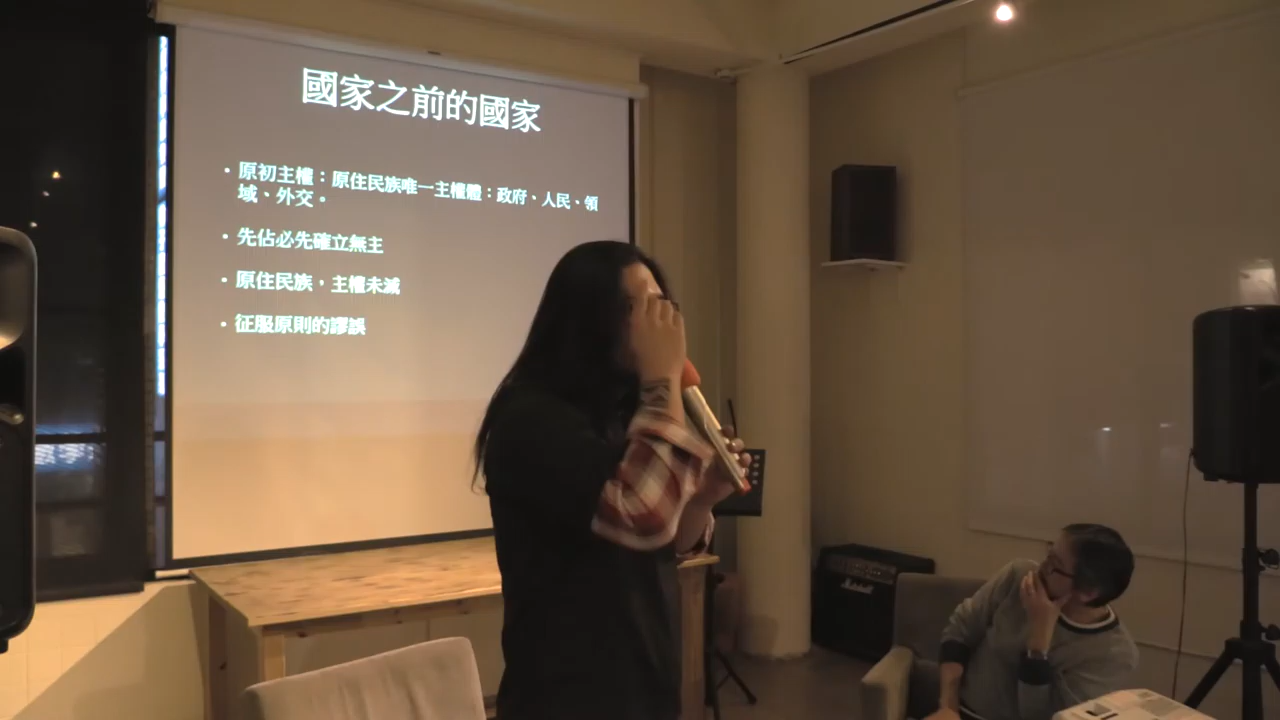 國家之前的國家
• 原初主權：原住民族唯一主權體：政府、人民、領
域、外交。
• 先佔必先確立無主
• 原住民族，主權未滅
• 征服原則的謬誤
Marshall